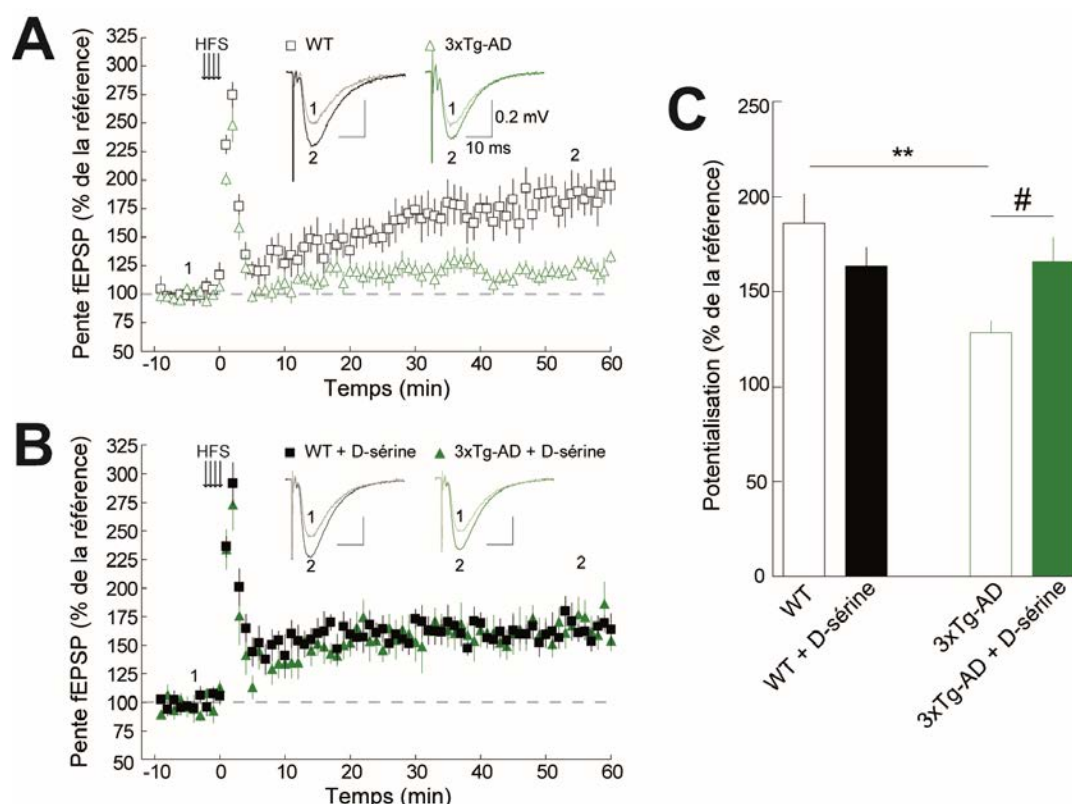 A
Pente fEPSP (% de la référence)
325
300
275
250
225
200
175
150
125
100
75
50
HFS
WT
3xTg-AD
1
2
1
2
0.2 mV
10 ms
1
2
-10 0 10 20 30 40 50 60
Temps (min)
B
Pente fEPSP (% de la référence)
325
300
275
250
225
200
175
150
125
100
75
50
HFS
WT + D-sérine
3xTg-AD + D-sérine
1
2
1
2
1
2
-10 0 10 20 30 40 50 60
Temps (min)
C
Potentialisation (% de la référence)
250
200
150
100
50
0
**
#
WT
WT + D-sérine
3xTg-AD
3xTg-AD + D-sérine